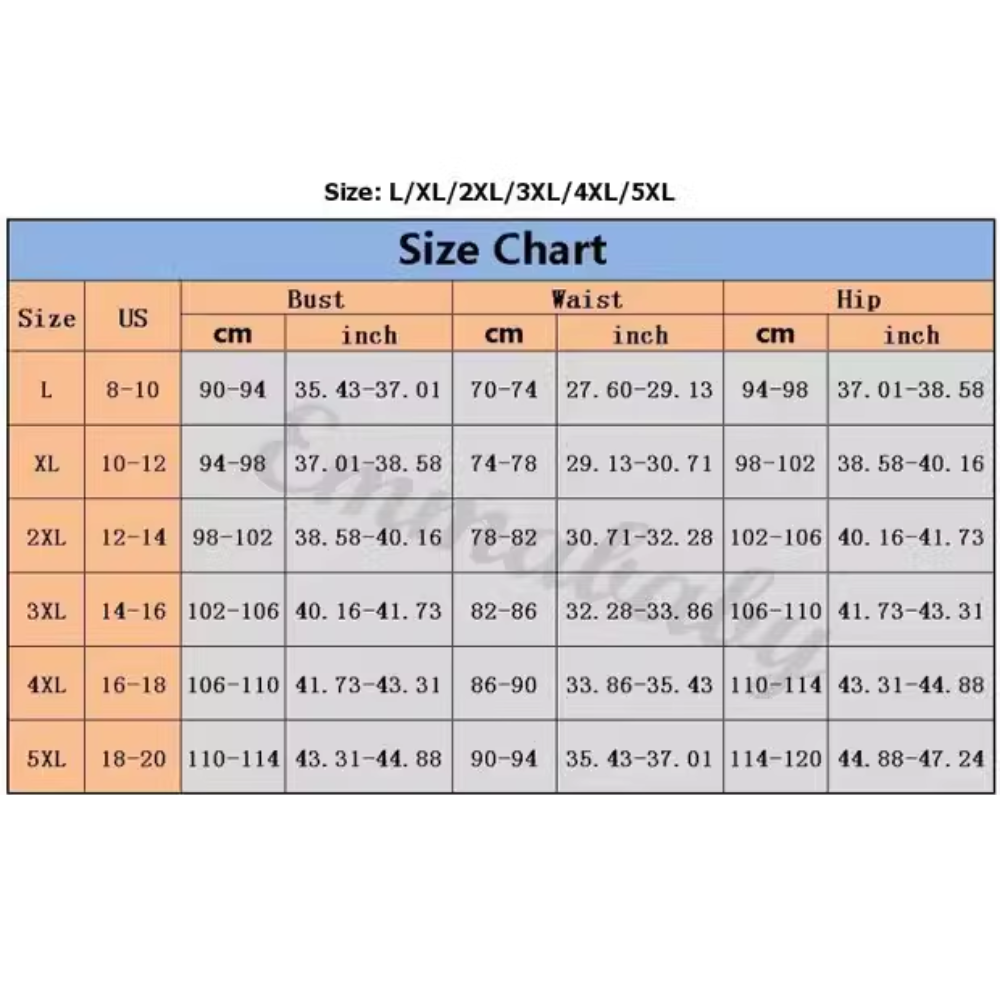 Size: L/XL/2XL/3XL/4XL/5XL
Size Chart
Size US Bust Waist Hip
cm inch cm inch cm inch
L 8-10 90-94 35.43-37.01 70-74 27.60-29.13 94-98 37.01-38.58
XL 10-12 94-98 37.01-38.58 74-78 29.13-30.71 98-102 38.58-40.16
2XL 12-14 98-102 38.58-40.16 78-82 30.71-32.28 102-106 40.16-41.73
3XL 14-16 102-106 40.16-41.73 82-86 32.28-33.86 106-110 41.73-43.31
4XL 16-18 106-110 41.73-43.31 86-90 33.86-35.43 110-114 43.31-44.88
5XL 18-20 110-114 43.31-44.88 90-94 35.43-37.01 114-120 44.88-47.24
Emmababy